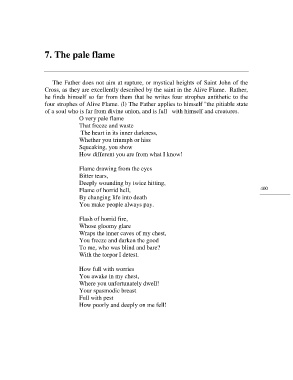 7. The pale flame
The Father does not aim at rapture, or mystical heights of Saint John of the
Cross, as they are excellently described by the saint in the Alive Flame. Rather,
he finds himself so far from them that he writes four strophes antithetic to the
four strophes of Alive Flame. (1) The Father applies to himself "the pitiable state
of a soul who is far from divine union, and is full with himself and creatures.
O very pale flame
That freeze and waste
The heart in its inner darkness,
Whether you triumph or hiss
Squeaking, you show
How different you are from what I know!
Flame drawing from the eyes
Bitter tears,
Deeply wounding by twice hitting,
Flame of horrid hell,
By changing life into death
You make people always pay.
Flash of horrid fire,
Whose gloomy glare
Wraps the inner caves of my chest,
You freeze and darken the good
To me, who was blind and bare?
With the torpor I detest.
How full with worries
You awake in my chest,
Where you unfortunately dwell!
Your spasmodic breast
Full with pest
How poorly and deeply on me fell!